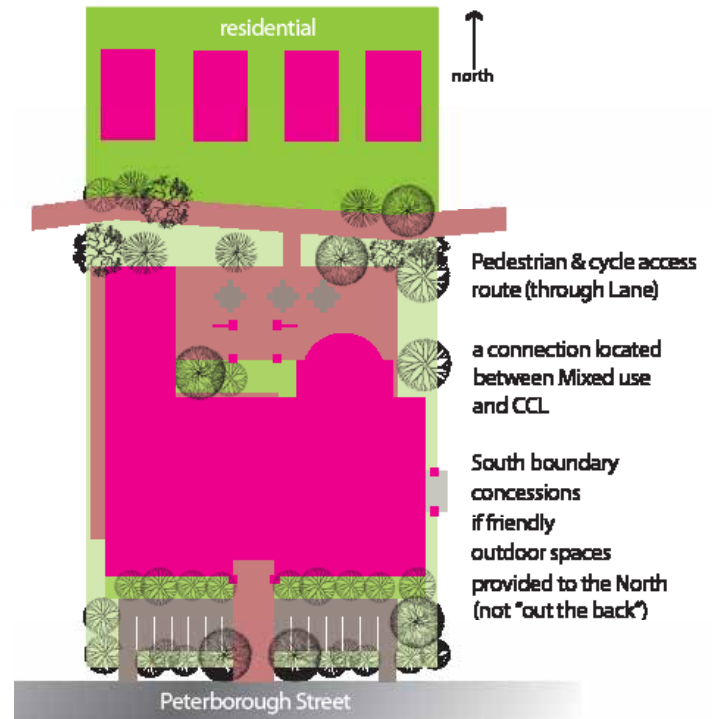 residential
north
Pedestrian & cycle access
route (through Lane)
a connection located
between Mixed use
and CCL
South boundary
concessions
if friendly
outdoor spaces
provided to the North
(not "out the back")
Peterborough Street